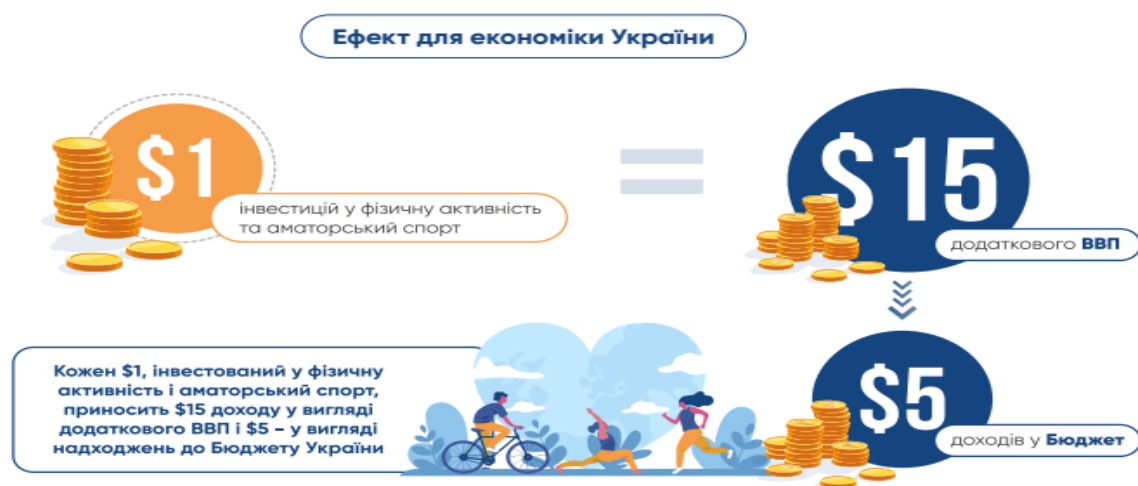 Ефект для економіки України
$1
інвестицій у фізичну активність
та аматорський спорт
=
$15
додаткового ВВП
Кожен $1, інвестований у фізичну
активність і аматорський спорт,
приносить $15 доходу у вигляді
додаткового ВВП і $5 – у вигляді
надходжень до Бюджету України
$5
доходів у Бюджет